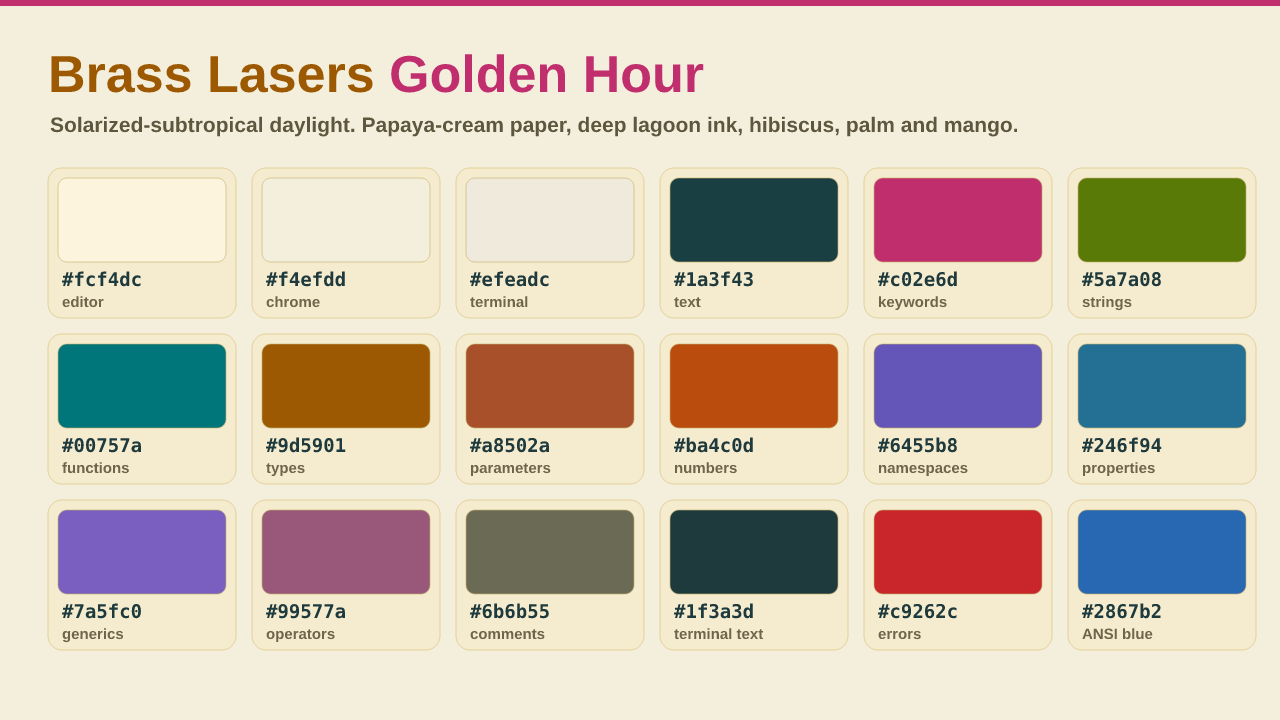 Brass Lasers Golden Hour
Solarized-subtropical daylight. Papaya-cream paper, deep lagoon ink, hibiscus, palm and mango.
#fcf4dc #f4efdd #efeadc #1a3f43 #c02e6d #5a7a08
editor chrome terminal text keywords strings
#00757a #9d5901 #a8502a #ba4c0d #6455b8 #246f94
functions types parameters numbers namespaces properties
#7a5fc0 #99577a #6b6b55 #1f3a3d #c9262c #2867b2
generics operators comments terminal text errors ANSI blue